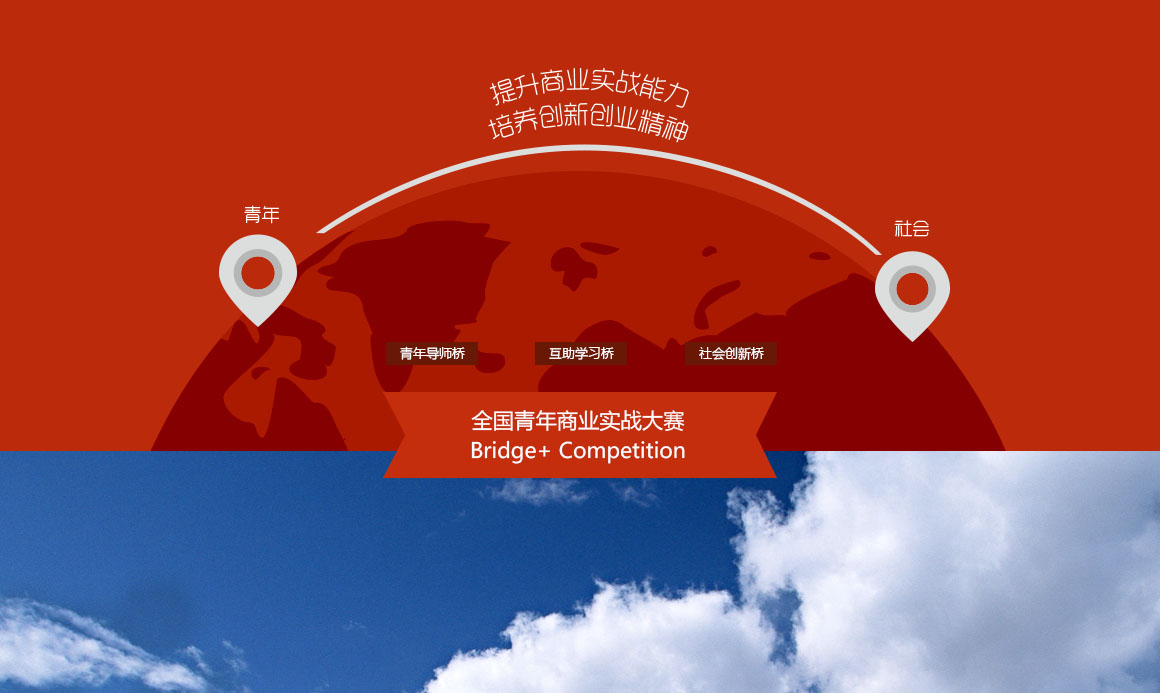 提升商业实战能力
培养创新创业精神
青年
社会
青年导师桥
互助学习桥
社会创新桥
全国青年商业实战大赛
Bridge+ Competition